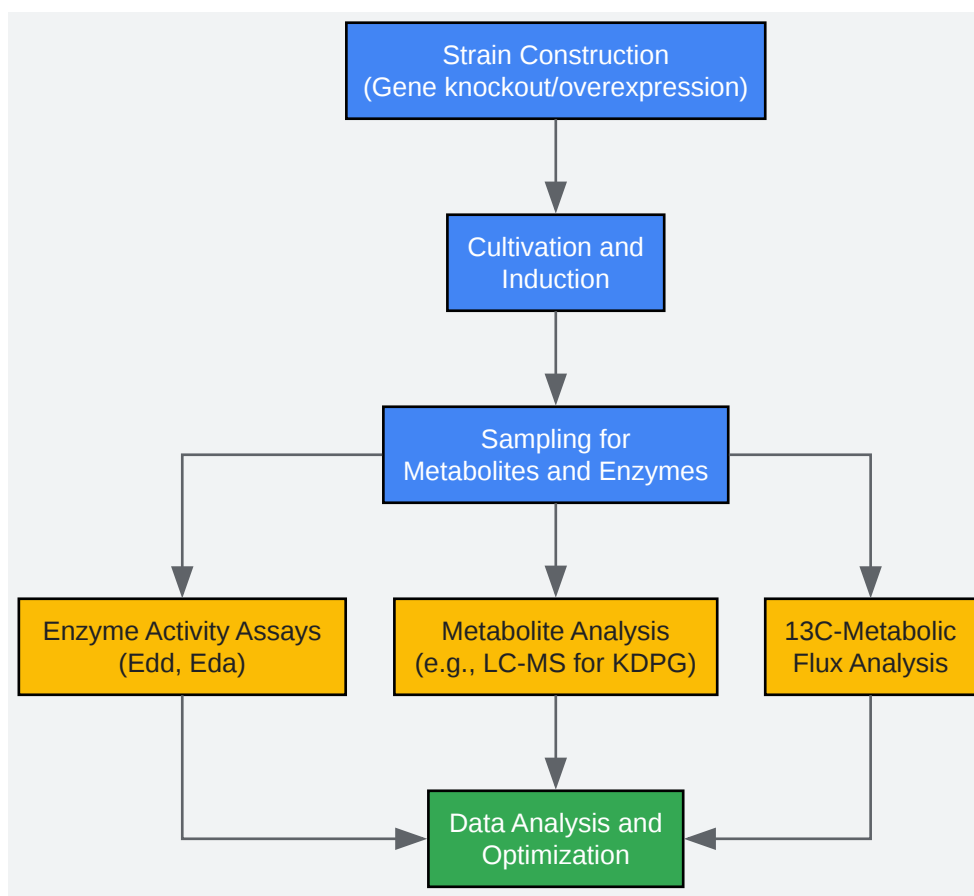 Strain Construction
(Gene knockout/overexpression)
Cultivation and
Induction
Sampling for
Metabolites and Enzymes
Enzyme Activity Assays
(Edd, Eda)
Metabolite Analysis
(e.g., LC-MS for KDPG)
13C-Metabolic
Flux Analysis
Data Analysis and
Optimization